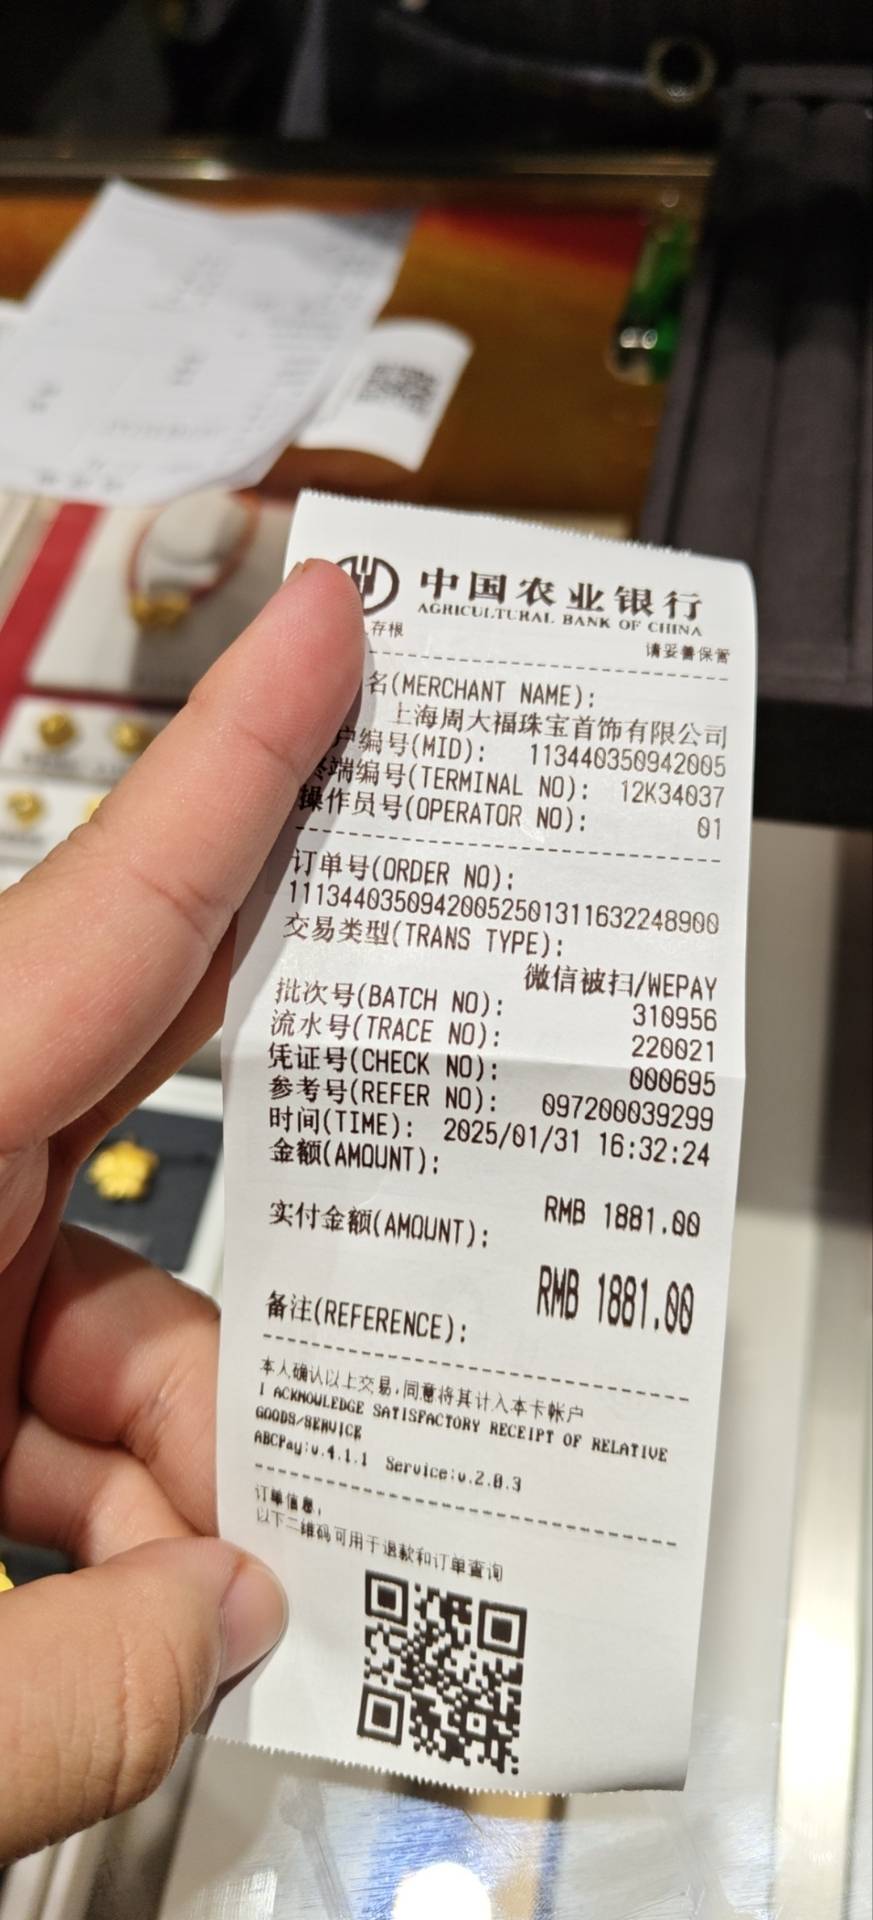 中国农业银行
AGRICULTURAL BANK OF CHINA
存根
请妥善保管
名(MERCHANT NAME):
上海周大福珠宝首饰有限公司
户编号(MID): 113440350942005
终端编号(TERMINAL NO): 12K34037
操作员号(OPERATOR NO): 01
订单号(ORDER NO):
11134403509420052501311632248900
交易类型(TRANS TYPE):
微信被扫/WEPAY
批次号(BATCH NO): 310956
流水号(TRACE NO): 220021
凭证号(CHECK NO): 000695
参考号(REFER NO): 097200039299
时间(TIME): 2025/01/31 16:32:24
金额(AMOUNT):
RMB 1881.00
实付金额(AMOUNT):
RMB 1881.00
备注(REFERENCE):
本人确认以上交易,同意将其计入本卡帐户
I ACKNOWLEDGE SATISFACTORY RECEIPT OF RELATIVE
GOODS/SERVICE
ABCPay:v.4.1.1 Service:v.2.0.3
订单信息:
以下二维码可用于退款和订单查询